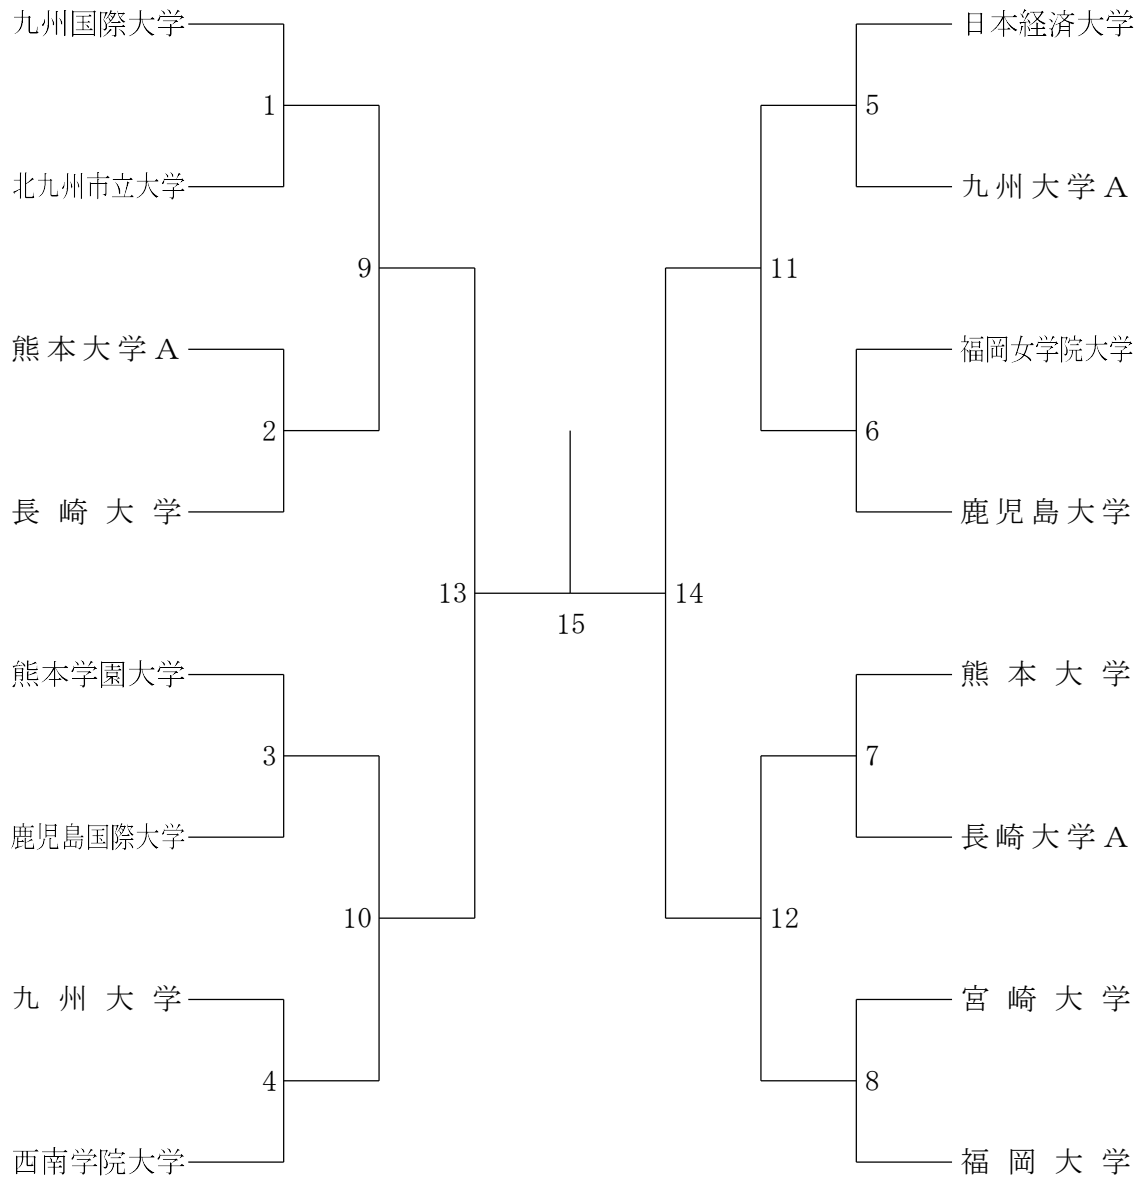 九州国際大学
1
北九州市立大学
9
熊本大学A
2
長崎大学
13
熊本学園大学
3
鹿児島国際大学
10
九州大学
4
西南学院大学
15
日本経済大学
5
九州大学A
11
福岡女学院大学
6
鹿児島大学
14
熊本大学
7
長崎大学A
12
宮崎大学
8
福岡大学